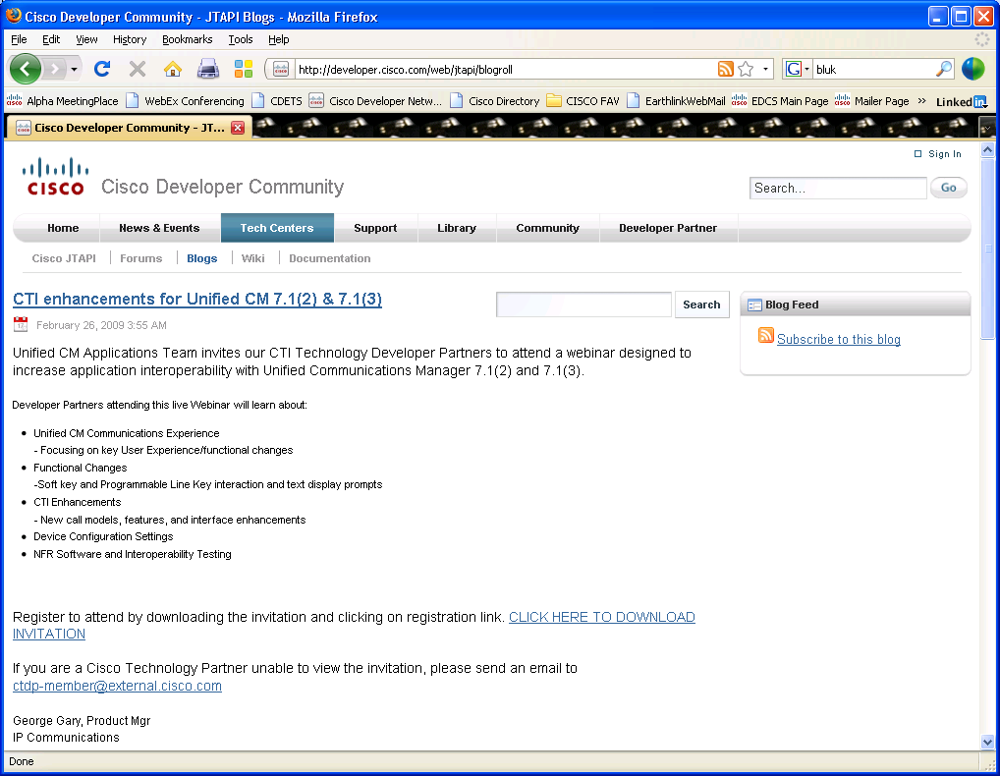 Cisco Developer Community - JTAPI Blogs - Mozilla Firefox
File Edit View History Bookmarks Tools Help
http://developer.cisco.com/web/jtapi/blogroll
G bluk
Alpha MeetingPlace WebEx Conferencing CDETS Cisco Developer Netw... Cisco Directory CISCO FAV EarthlinkWebMail EDCS Main Page Mailer Page » Linked in
Cisco Developer Community - JT...
Sign In
CISCO Cisco Developer Community
Search... Go
Home News & Events Tech Centers Support Library Community Developer Partner
Cisco JTAPI Forums Blogs Wiki Documentation
CTI enhancements for Unified CM 7.1(2) & 7.1(3)
Search
Blog Feed
February 26, 2009 3:55 AM
Subscribe to this blog
Unified CM Applications Team invites our CTI Technology Developer Partners to attend a webinar designed to
increase application interoperability with Unified Communications Manager 7.1(2) and 7.1(3).
Developer Partners attending this live Webinar will learn about:
• Unified CM Communications Experience
- Focusing on key User Experience/functional changes
• Functional Changes
-Soft key and Programmable Line Key interaction and text display prompts
• CTI Enhancements
- New call models, features, and interface enhancements
• Device Configuration Settings
• NFR Software and Interoperability Testing
Register to attend by downloading the invitation and clicking on registration link. CLICK HERE TO DOWNLOAD
INVITATION
If you are a Cisco Technology Partner unable to view the invitation, please send an email to
ctdp-member@external.cisco.com
George Gary, Product Mgr
IP Communications
Done